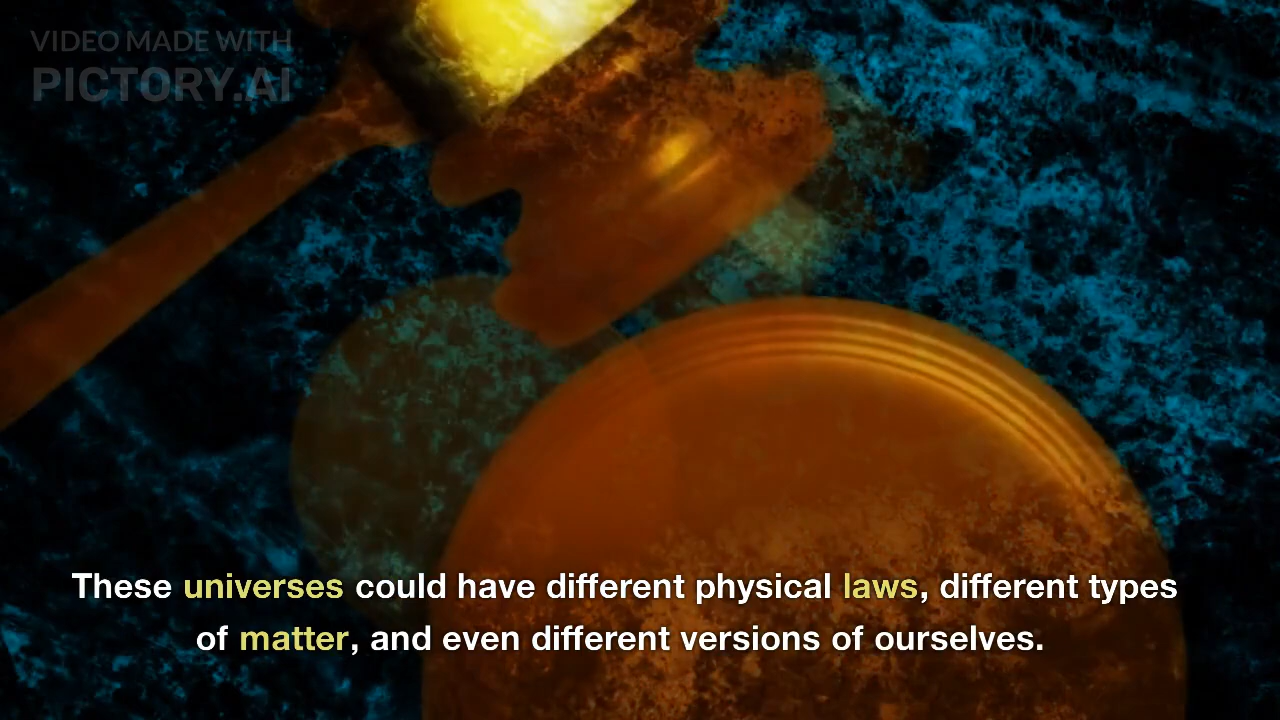 VIDEO MADE WITH
PICTORY.AI
These universes could have different physical laws, different types
of matter, and even different versions of ourselves.